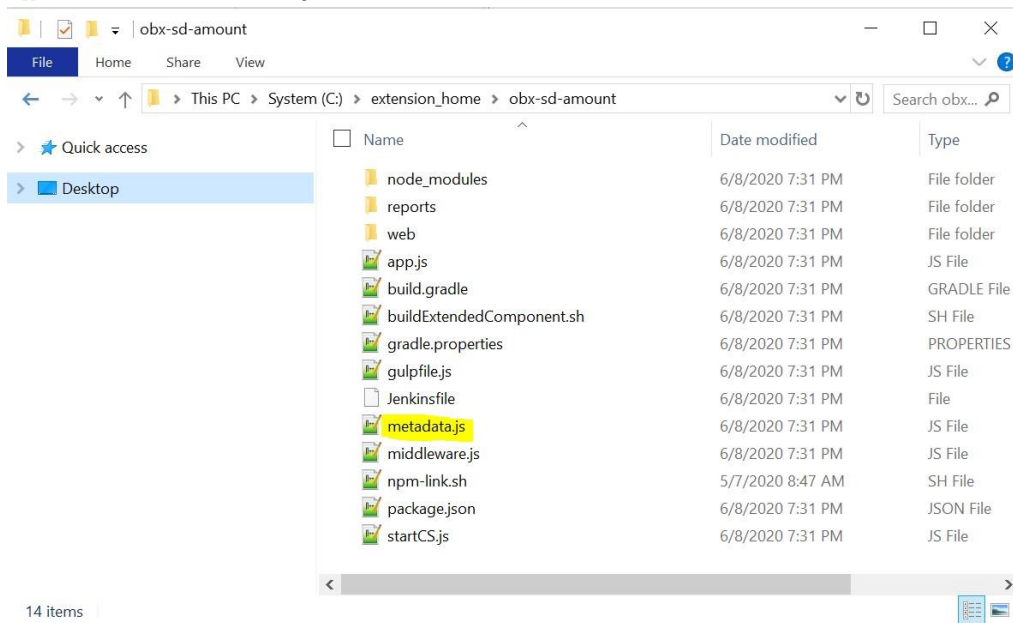 obx-sd-amount
File Home Share View
This PC > System (C:) > extension_home > obx-sd-amount Search obx...
Name Date modified Type
Quick access
Desktop
node_modules 6/8/2020 7:31 PM File folder
reports 6/8/2020 7:31 PM File folder
web 6/8/2020 7:31 PM File folder
app.js 6/8/2020 7:31 PM JS File
build.gradle 6/8/2020 7:31 PM GRADLE File
buildExtendedComponent.sh 6/8/2020 7:31 PM SH File
gradle.properties 6/8/2020 7:31 PM PROPERTIES
gulpfile.js 6/8/2020 7:31 PM JS File
Jenkinsfile 6/8/2020 7:31 PM File
metadata.js 6/8/2020 7:31 PM JS File
middleware.js 6/8/2020 7:31 PM JS File
npm-link.sh 5/7/2020 8:47 AM SH File
package.json 6/8/2020 7:31 PM JSON File
startCS.js 6/8/2020 7:31 PM JS File
14 items